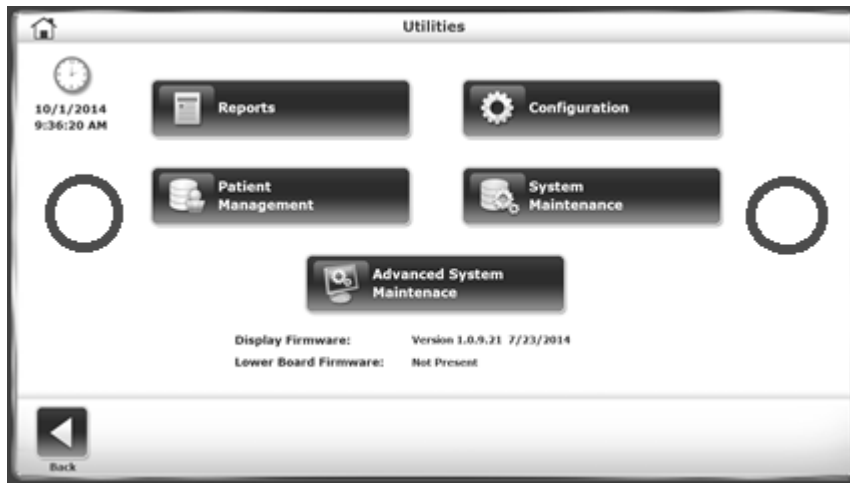 Utilities
10/1/2014
9:36:20 AM
Reports
Configuration
Patient
Management
System
Maintenance
Advanced System
Maintenace
Display Firmware: Version 1.0.9.21 7/23/2014
Lower Board Firmware: Not Present
Back